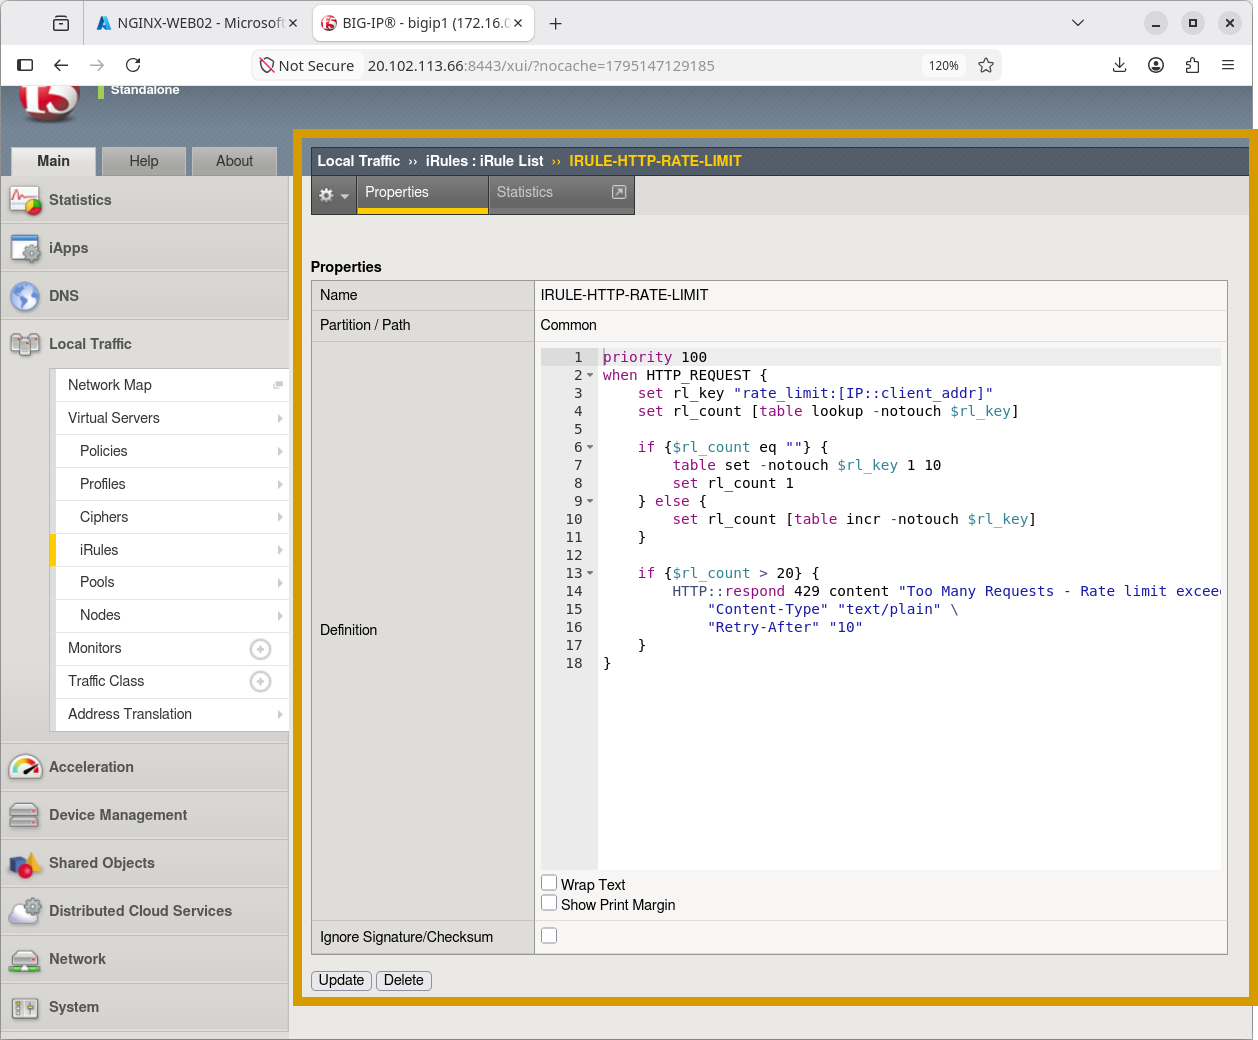 NGINX-WEB02 - Microsoft
BIG-IP® - bigip1 (172.16.0
Not Secure 20.102.113.66:8443/xui/?nocache=1795147129185 120%
Standalone
Main Help About
Local Traffic ›› iRules : iRule List ›› IRULE-HTTP-RATE-LIMIT
Properties Statistics
Statistics
iApps
DNS
Local Traffic
Network Map
Virtual Servers
Policies
Profiles
Ciphers
iRules
Pools
Nodes
Monitors
Traffic Class
Address Translation
Acceleration
Device Management
Shared Objects
Distributed Cloud Services
Network
System
Properties
Name IRULE-HTTP-RATE-LIMIT
Partition / Path Common
Definition
1 priority 100
2 when HTTP_REQUEST {
3 set rl_key "rate_limit:[IP::client_addr]"
4 set rl_count [table lookup -notouch $rl_key]
5
6 if {$rl_count eq ""} {
7 table set -notouch $rl_key 1 10
8 set rl_count 1
9 } else {
10 set rl_count [table incr -notouch $rl_key]
11 }
12
13 if {$rl_count > 20} {
14 HTTP::respond 429 content "Too Many Requests - Rate limit excee
15 "Content-Type" "text/plain" \
16 "Retry-After" "10"
17 }
18 }
Wrap Text
Show Print Margin
Ignore Signature/Checksum
Update Delete